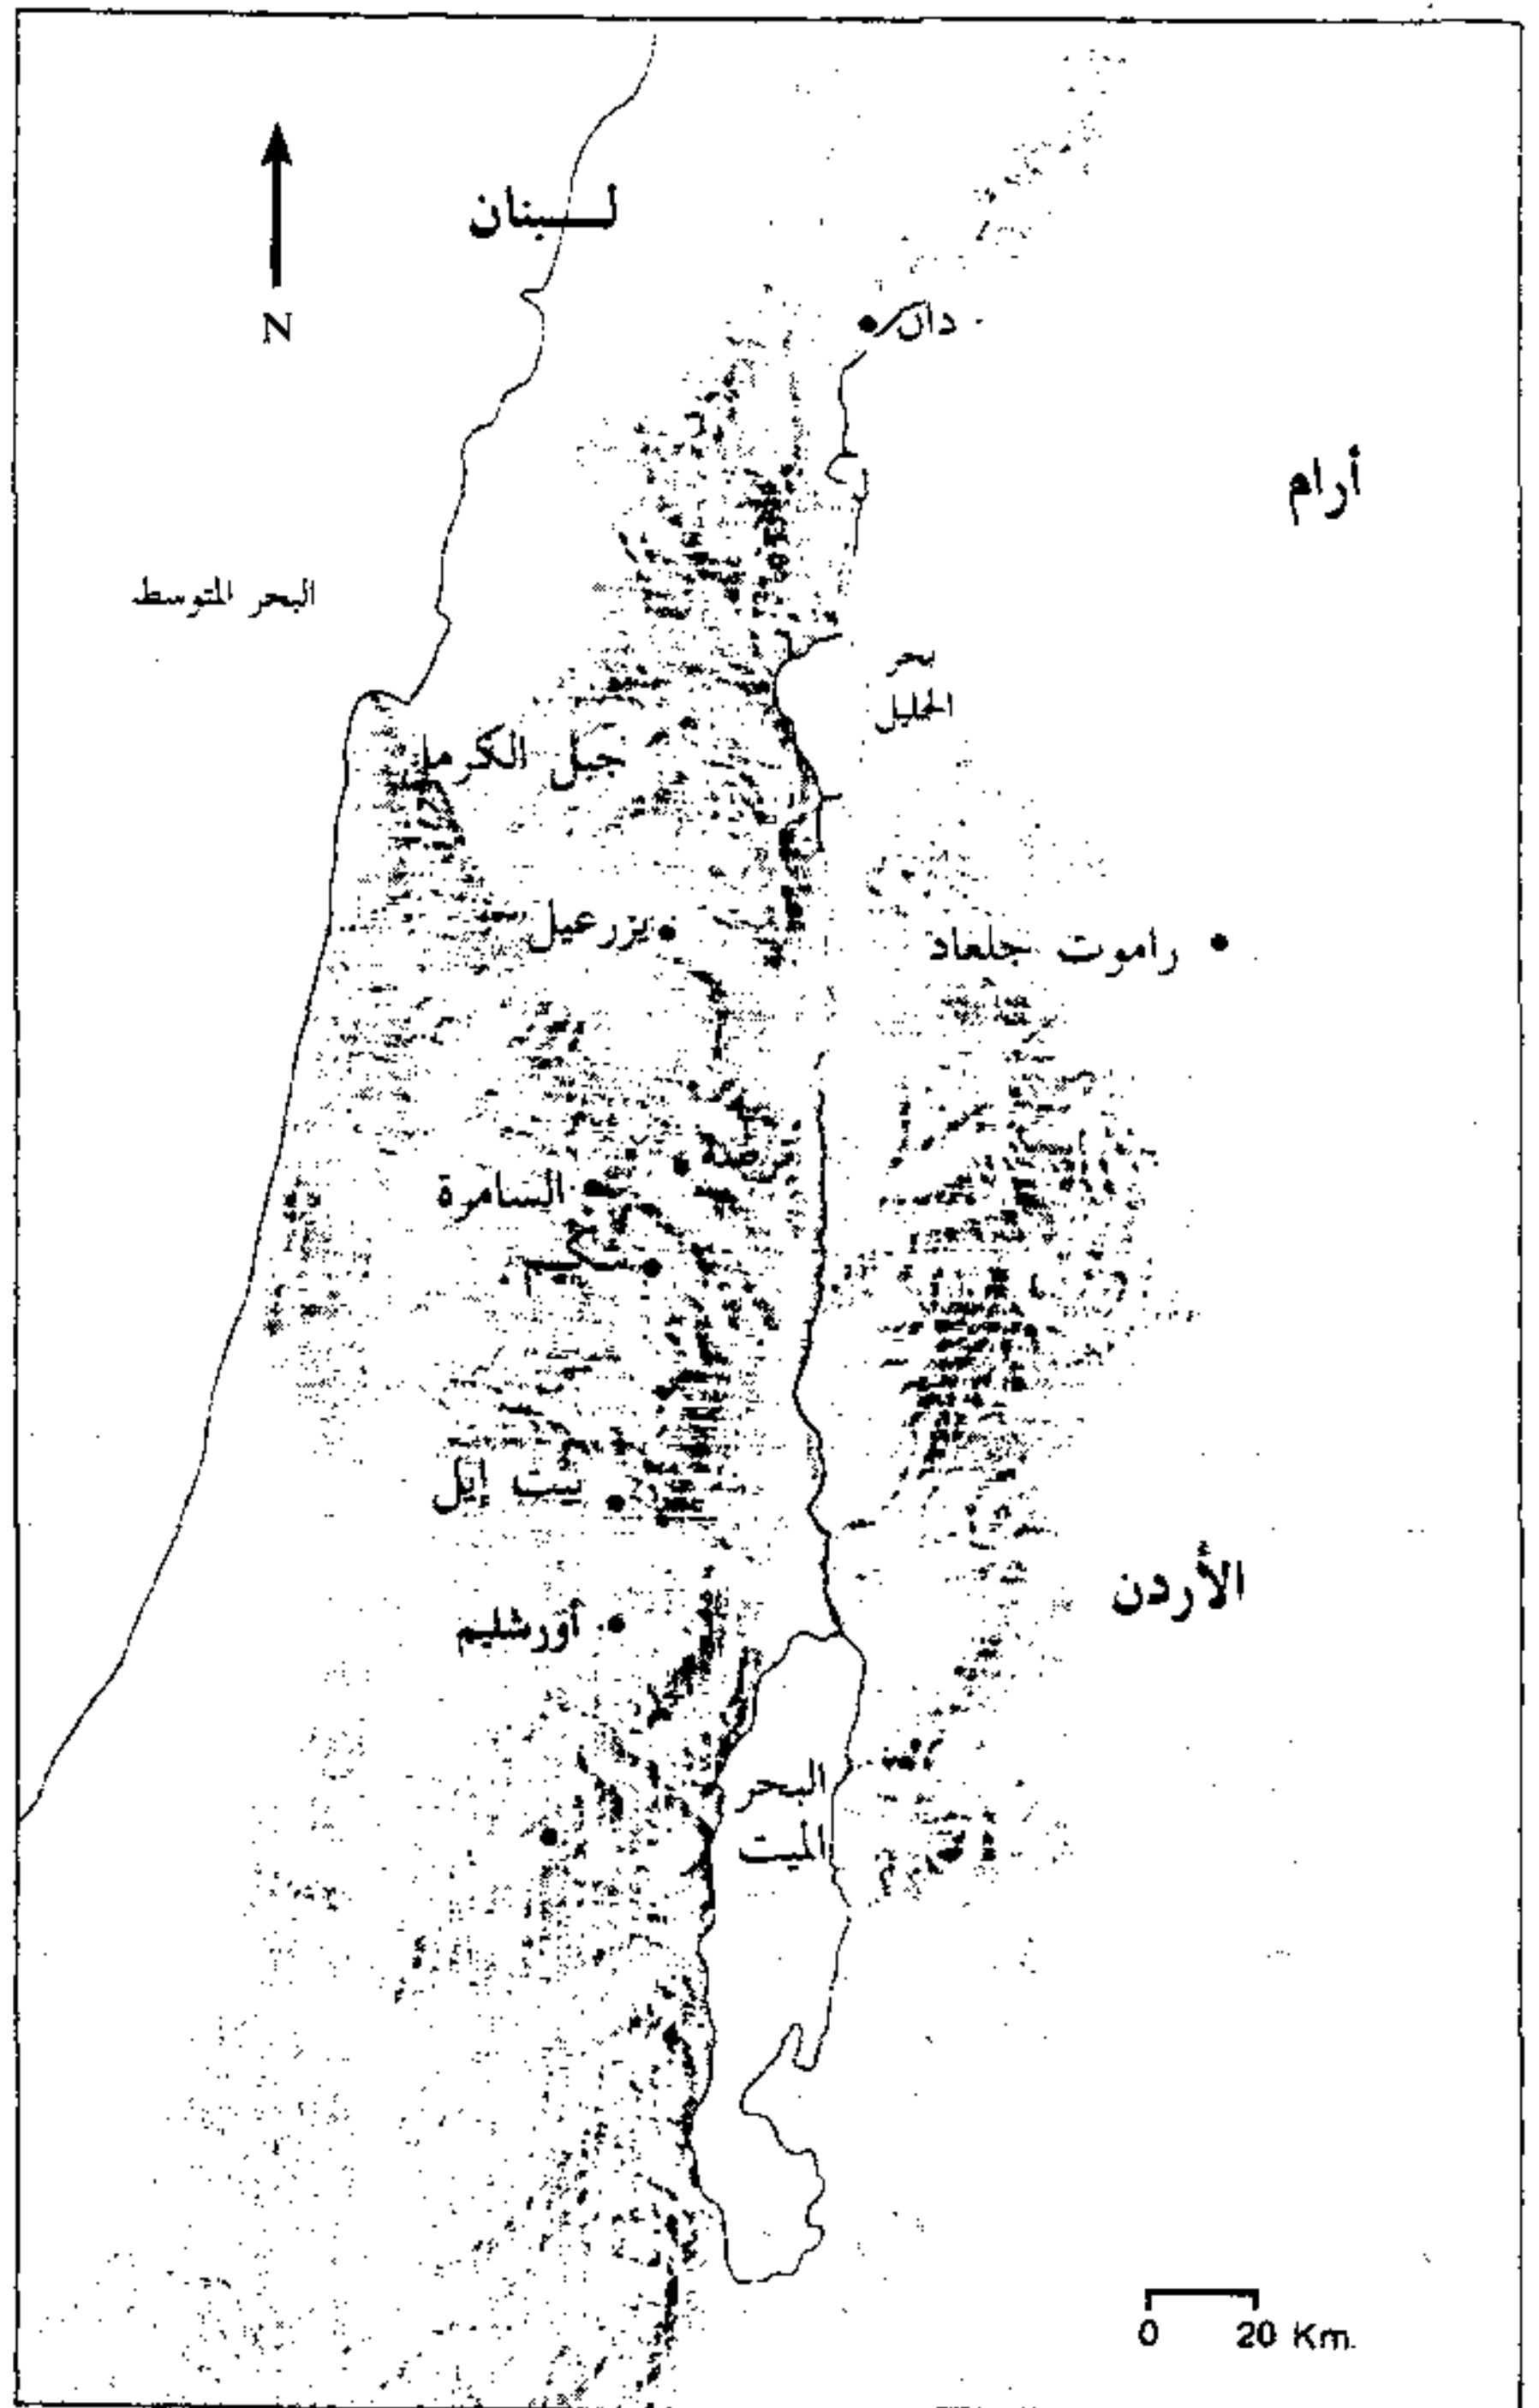 لبنان
N
دان
أرام
البحر المتوسط
بحر
الجليل
جبل الكرمل
يزرعيل
راموت جلعاد
ترصة
السامرة
شكيم
بيت إيل
الأردن
أورشليم
البحر
الميت
0 20 Km.